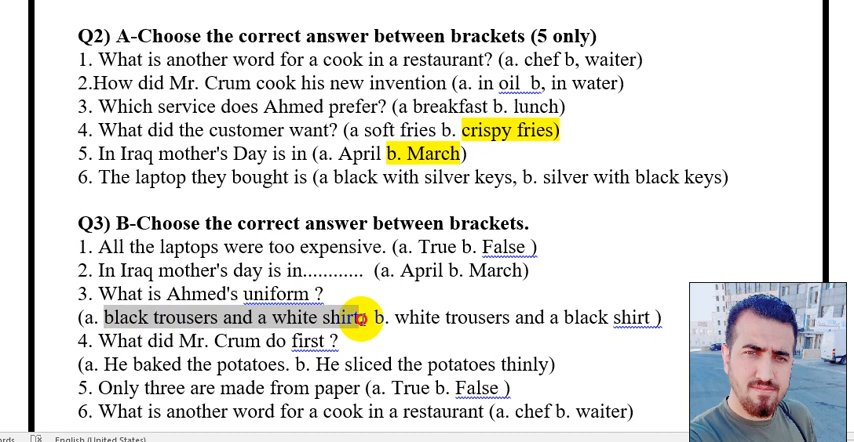 Q2) A-Choose the correct answer between brackets (5 only)
1. What is another word for a cook in a restaurant? (a. chef b, waiter)
2.How did Mr. Crum cook his new invention (a. in oil  b, in water)
3. Which service does Ahmed prefer? (a breakfast b. lunch)
4. What did the customer want? (a soft fries b. crispy fries)
5. In Iraq mother's Day is in (a. April b. March)
6. The laptop they bought is (a black with silver keys, b. silver with black keys)
Q3) B-Choose the correct answer between brackets.
1. All the laptops were too expensive. (a. True b. False )
2. In Iraq mother's day is in............ (a. April b. March)
3. What is Ahmed's uniform ?
(a. black trousers and a white shirt b. white trousers and a black shirt )
4. What did Mr. Crum do first ?
(a. He baked the potatoes. b. He sliced the potatoes thinly)
5. Only three are made from paper (a. True b. False )
6. What is another word for a cook in a restaurant (a. chef b. waiter)
English (United States)